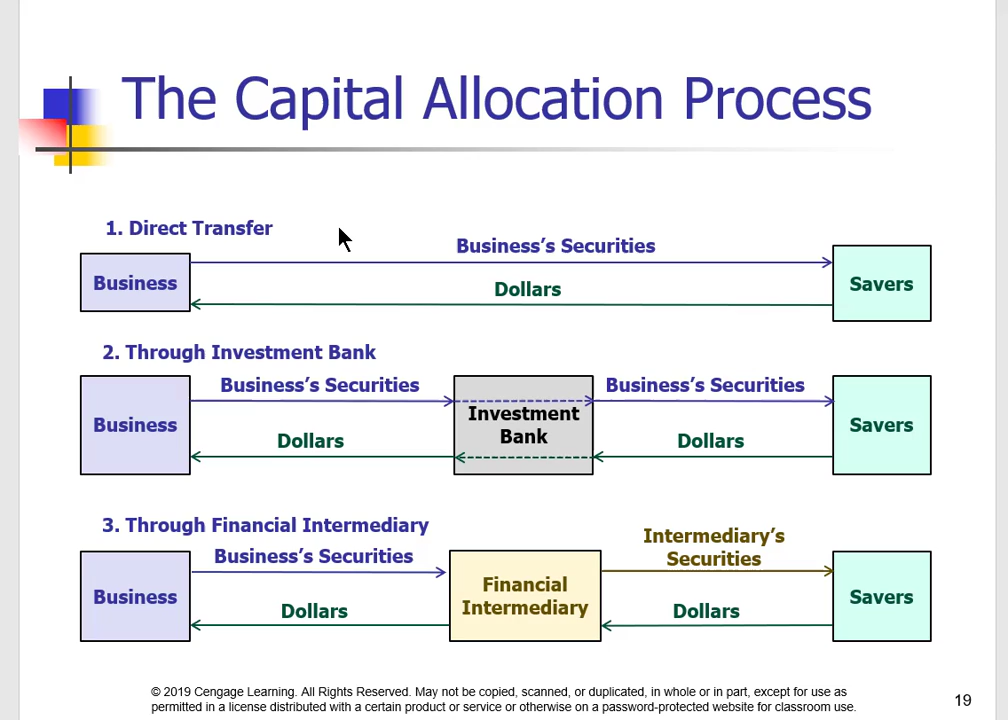 The Capital Allocation Process
1. Direct Transfer
Business's Securities
Business
Dollars
Savers
2. Through Investment Bank
Business's Securities
Business's Securities
Business
Investment
Bank
Savers
Dollars
Dollars
3. Through Financial Intermediary
Business's Securities
Intermediary's
Securities
Business
Financial
Intermediary
Savers
Dollars
Dollars
© 2019 Cengage Learning. All Rights Reserved. May not be copied, scanned, or duplicated, in whole or in part, except for use as
permitted in a license distributed with a certain product or service or otherwise on a password-protected website for classroom use.
19